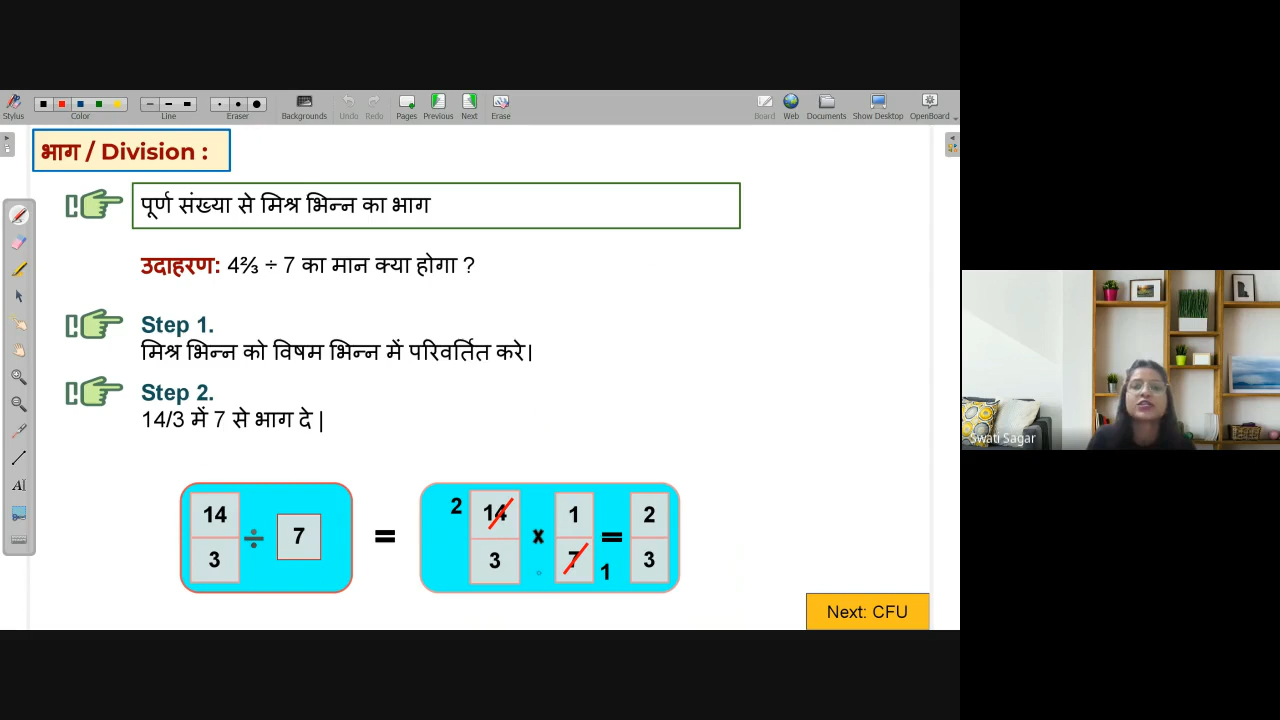 Stylus
Color
Line
Eraser
Backgrounds
Undo
Redo
Pages
Previous
Next
Erase
Board
Web
Documents
Show Desktop
OpenBoard
भाग / Division :
पूर्ण संख्या से मिश्र भिन्न का भाग
उदाहरण: 4⅔ ÷ 7 का मान क्या होगा ?
Step 1.
मिश्र भिन्न को विषम भिन्न में परिवर्तित करे।
Step 2.
14/3 में 7 से भाग दे |
14
3
÷
7
=
2
14
3
x
1
7
1
=
2
3
Next: CFU
Swati Sagar